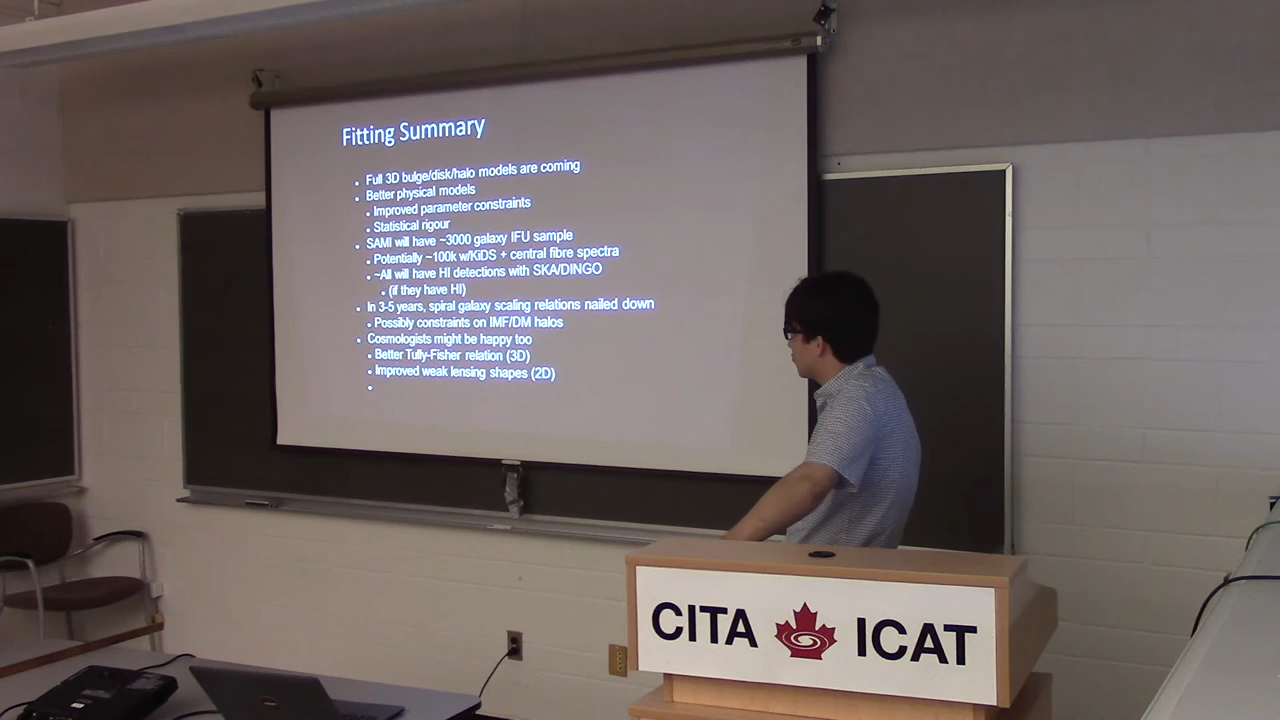 Fitting Summary
• Full 3D bulge/disk/halo models are coming
• Better physical models
• Improved parameter constraints
• Statistical rigour
• SAMI will have ~3000 galaxy IFU sample
• Potentially ~100k w/KiDS + central fibre spectra
• ~All will have HI detections with SKA/DINGO
• (if they have HI)
• In 3-5 years, spiral galaxy scaling relations nailed down
• Possibly constraints on IMF/DM halos
• Cosmologists might be happy too
• Better Tully-Fisher relation (3D)
• Improved weak lensing shapes (2D)
•
CITA ICAT